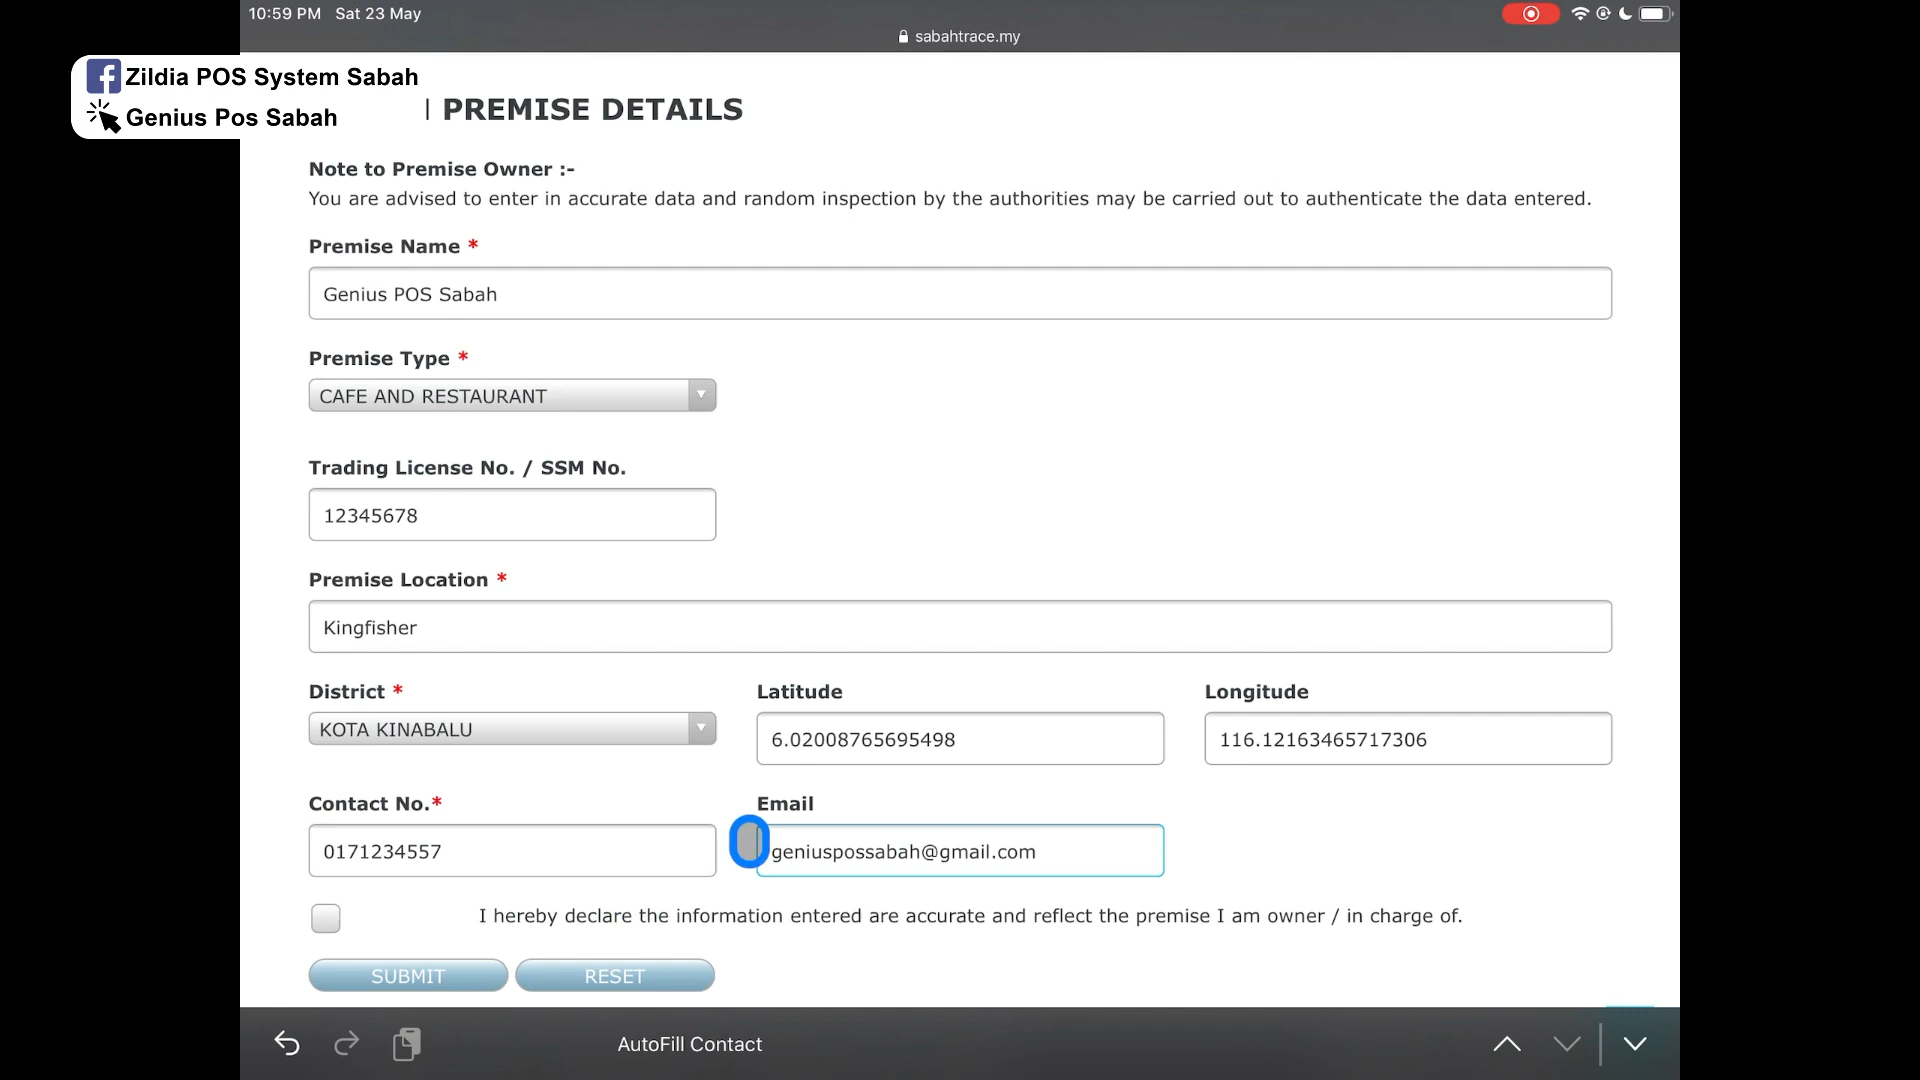 10:59 PM Sat 23 May
sabahtrace.my
Zildia POS System Sabah
Genius Pos Sabah
| PREMISE DETAILS
Note to Premise Owner :-
You are advised to enter in accurate data and random inspection by the authorities may be carried out to authenticate the data entered.
Premise Name *
Genius POS Sabah
Premise Type *
CAFE AND RESTAURANT
Trading License No. / SSM No.
12345678
Premise Location *
Kingfisher
District * Latitude Longitude
KOTA KINABALU 6.02008765695498 116.12163465717306
Contact No.* Email
0171234557 geniuspossabah@gmail.com
I hereby declare the information entered are accurate and reflect the premise I am owner / in charge of.
SUBMIT RESET
AutoFill Contact